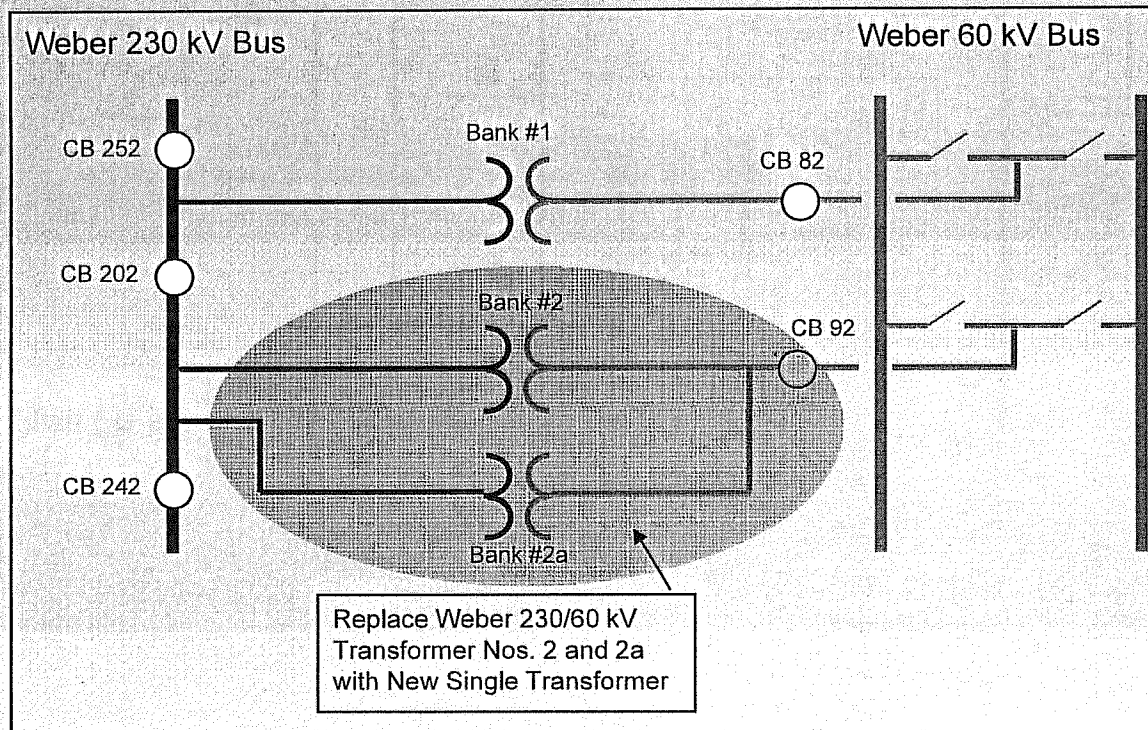 Weber 230 kV Bus
Weber 60 kV Bus
CB 252
Bank #1
CB 82
CB 202
Bank #2
CB 92
CB 242
Bank #2a
Replace Weber 230/60 kV
Transformer Nos. 2 and 2a
with New Single Transformer